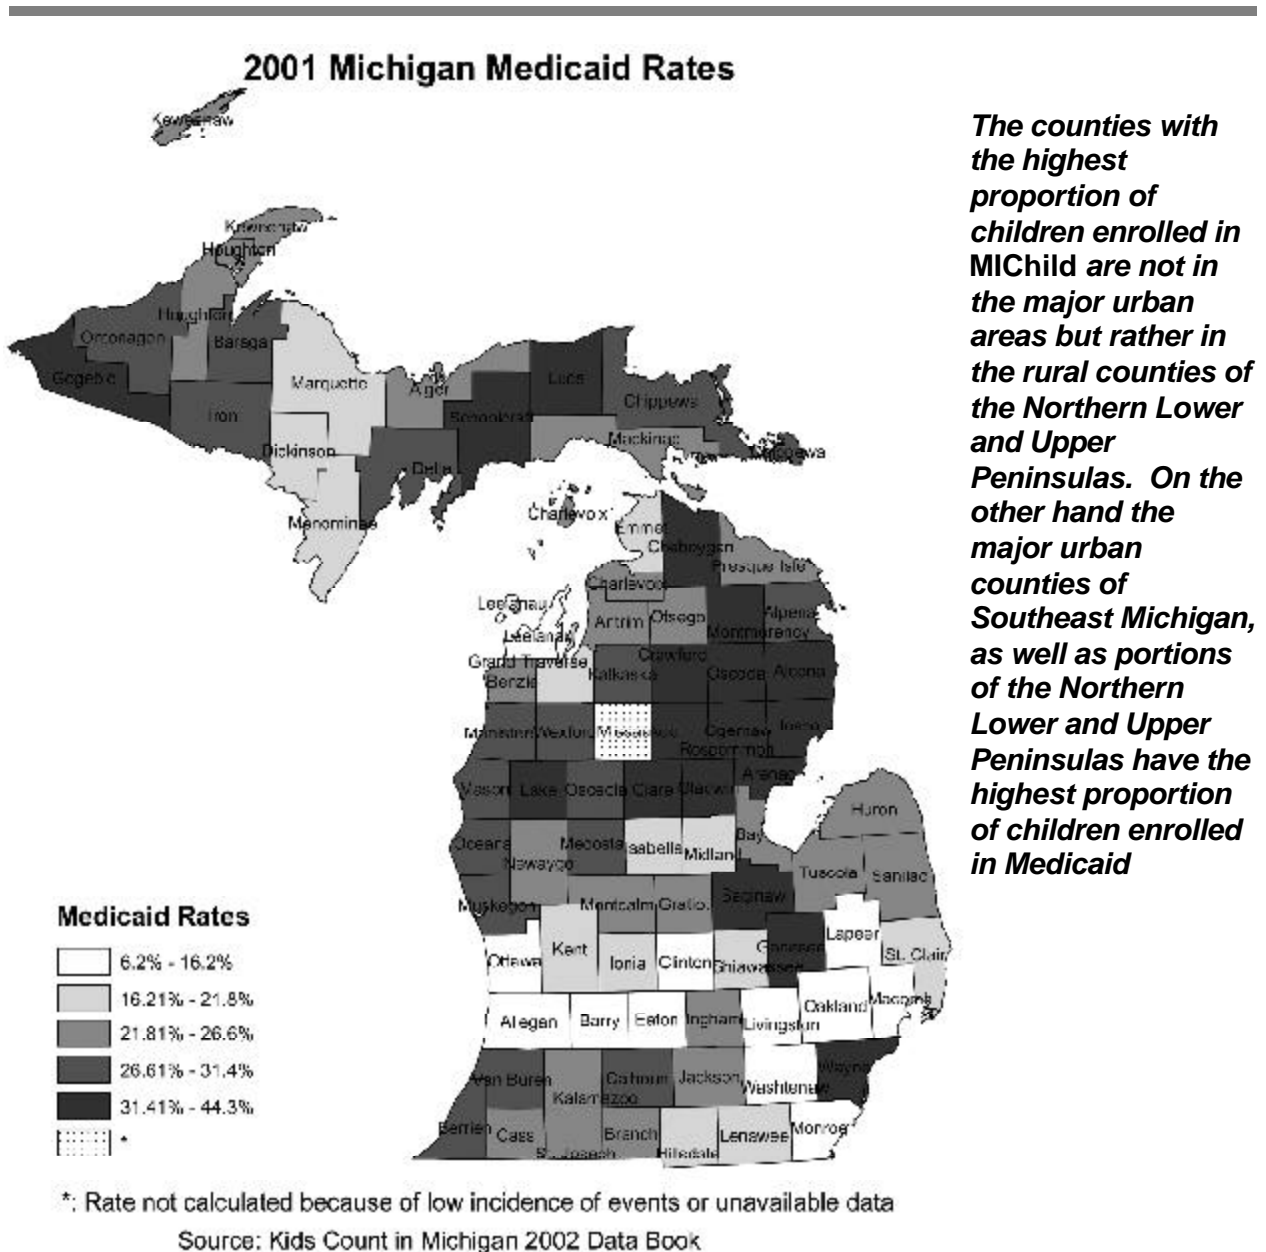 2001 Michigan Medicaid Rates
The counties with
the highest
proportion of
children enrolled in
MIChild are not in
the major urban
areas but rather in
the rural counties of
the Northern Lower
and Upper
Peninsulas. On the
other hand the
major urban
counties of
Southeast Michigan,
as well as portions
of the Northern
Lower and Upper
Peninsulas have the
highest proportion
of children enrolled
in Medicaid
Keweenaw
Keweenaw
Houghton
Houghton
Ontonagon
Baraga
Gogebic
Iron
Marquette
Alger
Luce
Schoolcraft
Chippewa
Mackinac
Chippewa
Dickinson
Delta
Menominee
Charlevoix
Emmet
Cheboygan
Presque Isle
Charlevoix
Leelanau
Leelanau
Antrim
Otsego
Montmorency
Alpena
Grand Traverse
Benzie
Kalkaska
Crawford
Oscoda
Alcona
Manistee
Wexford
Missaukee
Roscommon
Ogemaw
Iosco
Mason
Lake
Osceola
Clare
Gladwin
Arenac
Huron
Oceana
Newaygo
Mecosta
Isabella
Midland
Bay
Tuscola
Sanilac
Muskegon
Montcalm
Gratiot
Saginaw
Lapeer
Ottawa
Kent
Ionia
Clinton
Shiawassee
Genesee
St. Clair
Allegan
Barry
Eaton
Ingham
Livingston
Oakland
Macomb
Van Buren
Kalamazoo
Calhoun
Jackson
Washtenaw
Wayne
Berrien
Cass
St. Joseph
Branch
Hillsdale
Lenawee
Monroe
Medicaid Rates
6.2% - 16.2%
16.21% - 21.8%
21.81% - 26.6%
26.61% - 31.4%
31.41% - 44.3%
*
*: Rate not calculated because of low incidence of events or unavailable data
Source: Kids Count in Michigan 2002 Data Book